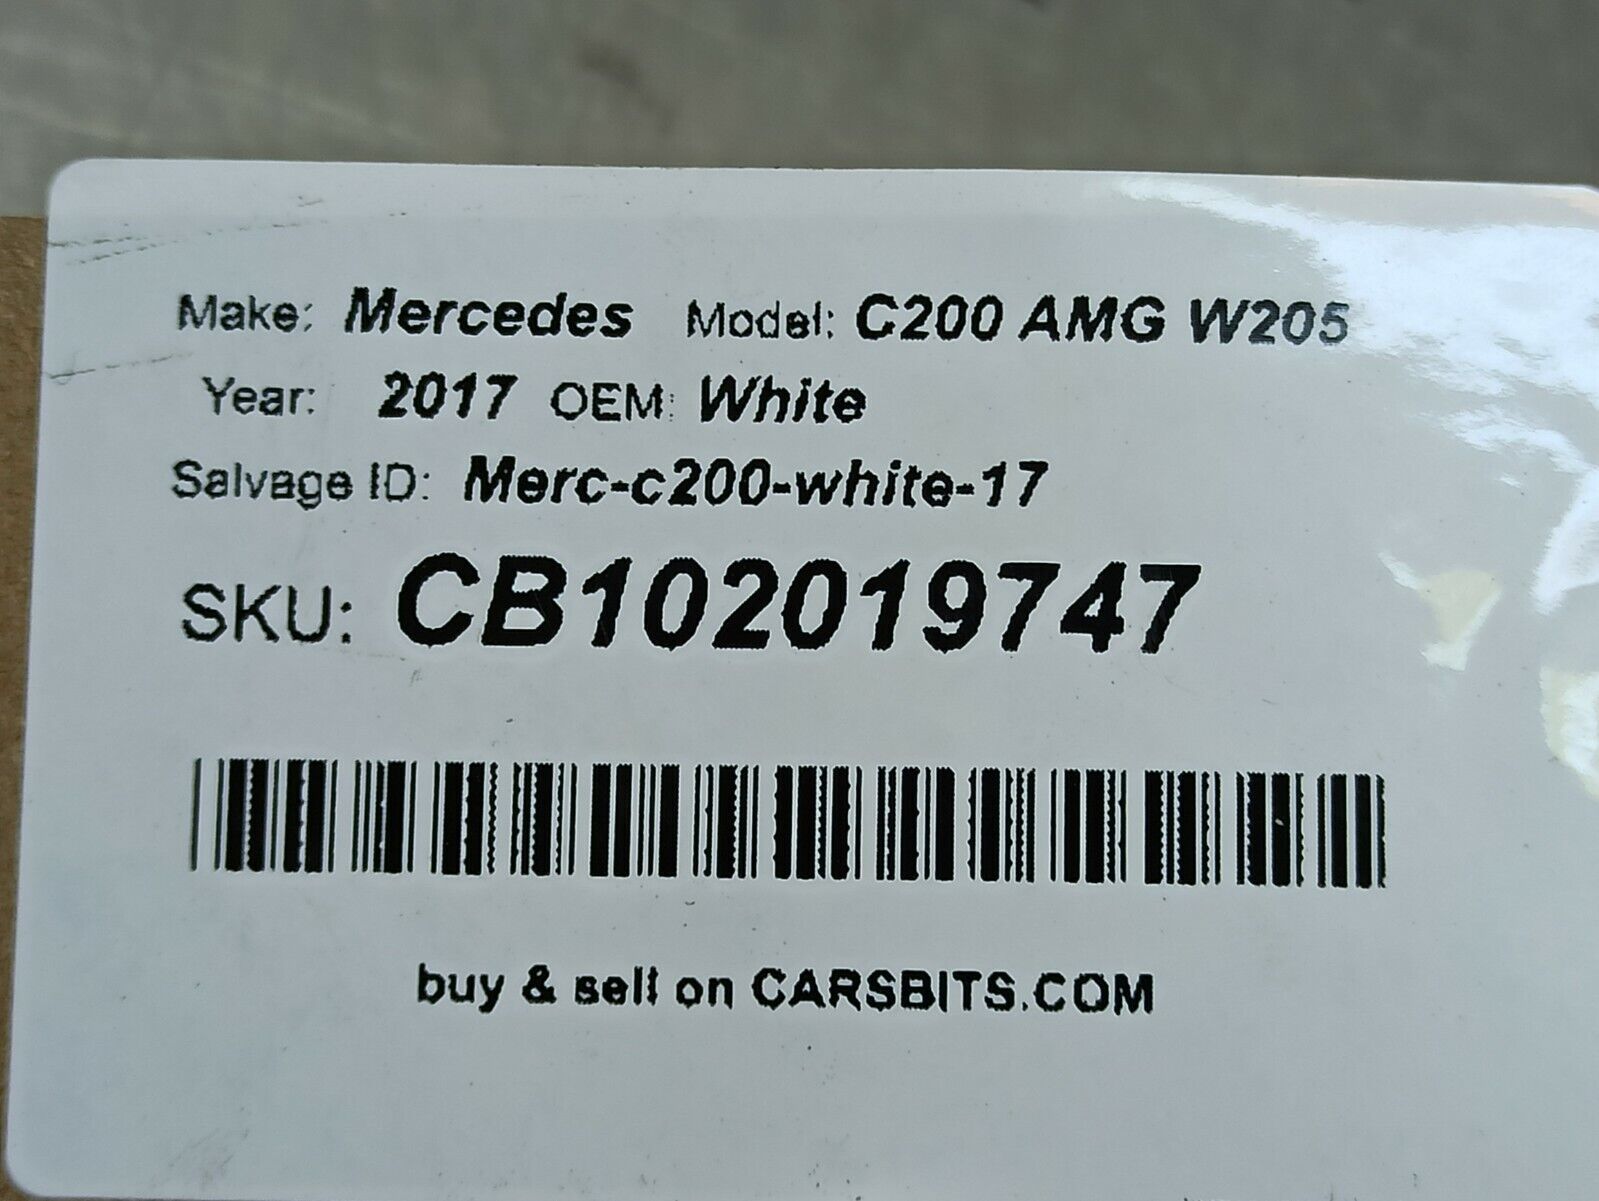 Make: Mercedes Model: C200 AMG W205
Year: 2017 OEM: White
Salvage ID: Merc-c200-white-17
SKU: CB102019747
buy & sell on CARSBITS.COM